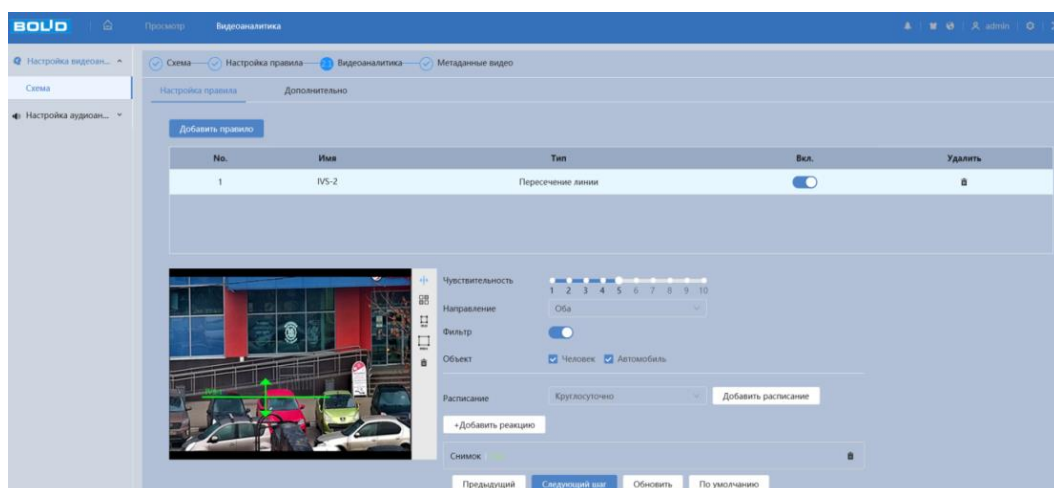 BOLID Просмотр Видеоаналитика admin
Настройка видеоан... Схема Настройка правила Видеоаналитика Метаданные видео
Схема Настройка правила Дополнительно
Настройка аудиоан...
Добавить правило
No. Имя Тип Вкл. Удалить
1 IVS-2 Пересечение линии
Чувствительность
1 2 3 4 5 6 7 8 9 10
Направление Оба
Фильтр
Объект Человек Автомобиль
IVS-2
Расписание Круглосуточно Добавить расписание
+Добавить реакцию
Снимок
Предыдущий Следующий шаг Обновить По умолчанию